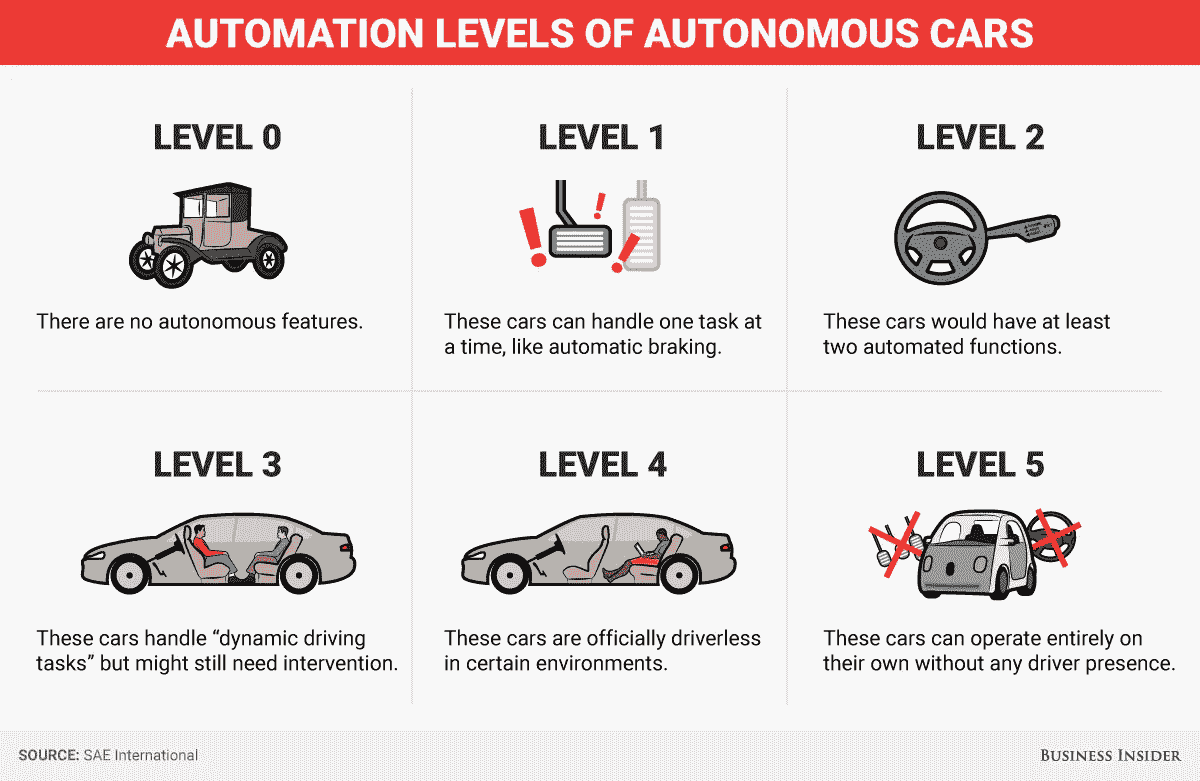 AUTOMATION LEVELS OF AUTONOMOUS CARS
LEVEL 0
There are no autonomous features.
LEVEL 1
These cars can handle one task at
a time, like automatic braking.
LEVEL 2
These cars would have at least
two automated functions.
LEVEL 3
These cars handle “dynamic driving
tasks” but might still need intervention.
LEVEL 4
These cars are officially driverless
in certain environments.
LEVEL 5
These cars can operate entirely on
their own without any driver presence.
SOURCE: SAE International
BUSINESS INSIDER